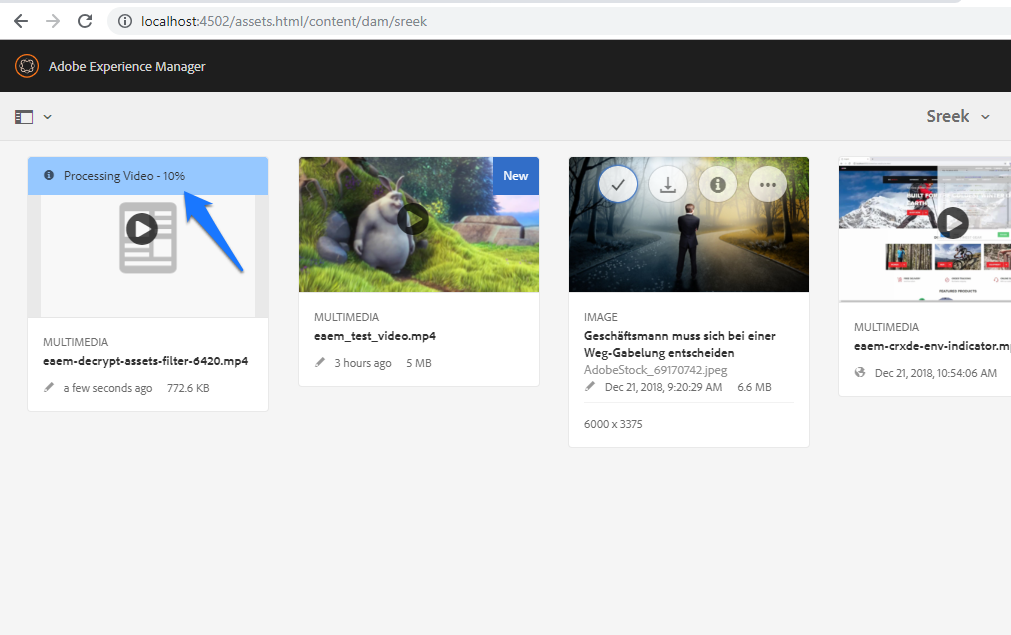 localhost:4502/assets.html/content/dam/sreek
Adobe Experience Manager
Sreek
Processing Video - 10%
MULTIMEDIA
eaem-decrypt-assets-filter-6420.mp4
a few seconds ago 772.6 KB
New
MULTIMEDIA
eaem_test_video.mp4
3 hours ago 5 MB
IMAGE
Geschäftsmann muss sich bei einer
Weg-Gabelung entscheiden
AdobeStock_69170742.jpeg
Dec 21, 2018, 9:20:29 AM 6.6 MB
6000 x 3375
FEATURED PRODUCTS
MULTIMEDIA
eaem-crxde-env-indicator.m
Dec 21, 2018, 10:54:06 AM